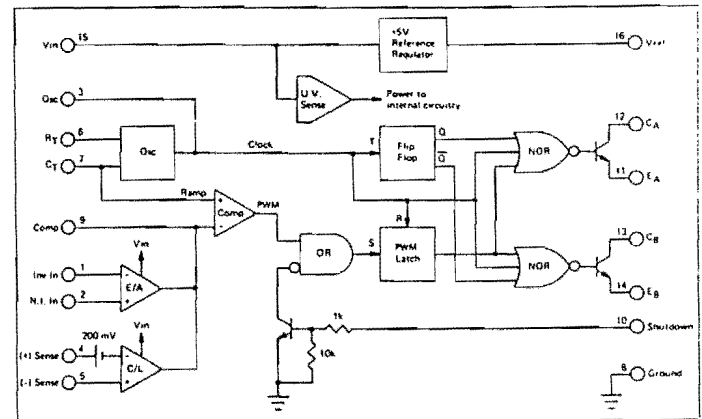 Vin 15
+5V
Reference
Regulator
16 Vref
Osc 3
U.V.
Sense
Power to
internal circuitry
RT 6
CT 7
Osc
Clock
T
Flip
Flop
Q
Q
NOR
12 CA
11 EA
Ramp
+
-
Comp
PWM
R
Comp 9
OR
S
PWM
Latch
NOR
13 CB
14 EB
Inv In 1
N.I. In 2
Vin
-
E/A
+
1k
10 Shutdown
10k
200 mV
Vin
(+) Sense 4
(-) Sense 5
-
C/L
+
8 Ground